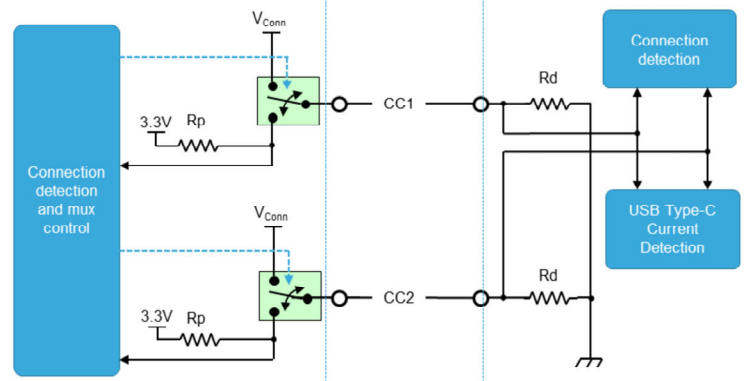 Connection
detection
and mux
control
VConn
3.3V
Rp
CC1
Rd
Connection
detection
VConn
3.3V
Rp
CC2
Rd
USB Type-C
Current
Detection